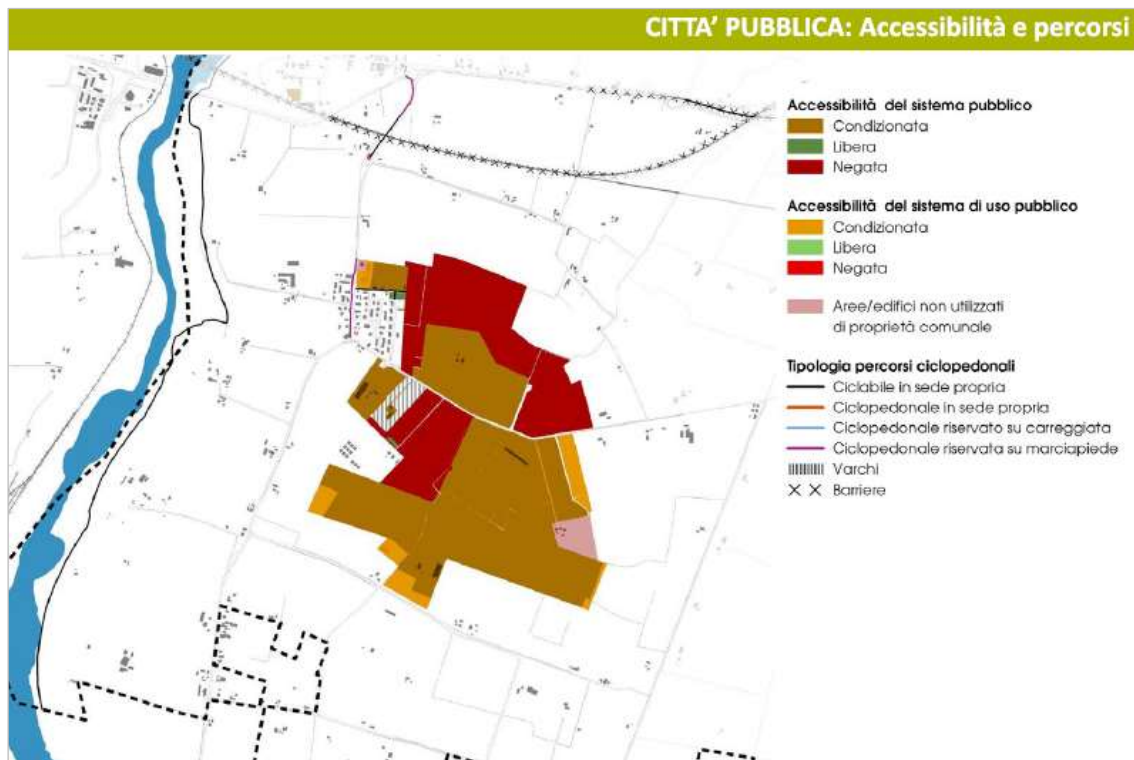 CITTA' PUBBLICA: Accessibilità e percorsi
Accessibilità del sistema pubblico
Condizionata
Libera
Negata
Accessibilità del sistema di uso pubblico
Condizionata
Libera
Negata
Aree/edifici non utilizzati
di proprietà comunale
Tipologia percorsi ciclopedonali
Ciclabile in sede propria
Ciclopedonale in sede propria
Ciclopedonale riservato su carreggiata
Ciclopedonale riservata su marciapiede
Varchi
Barriere